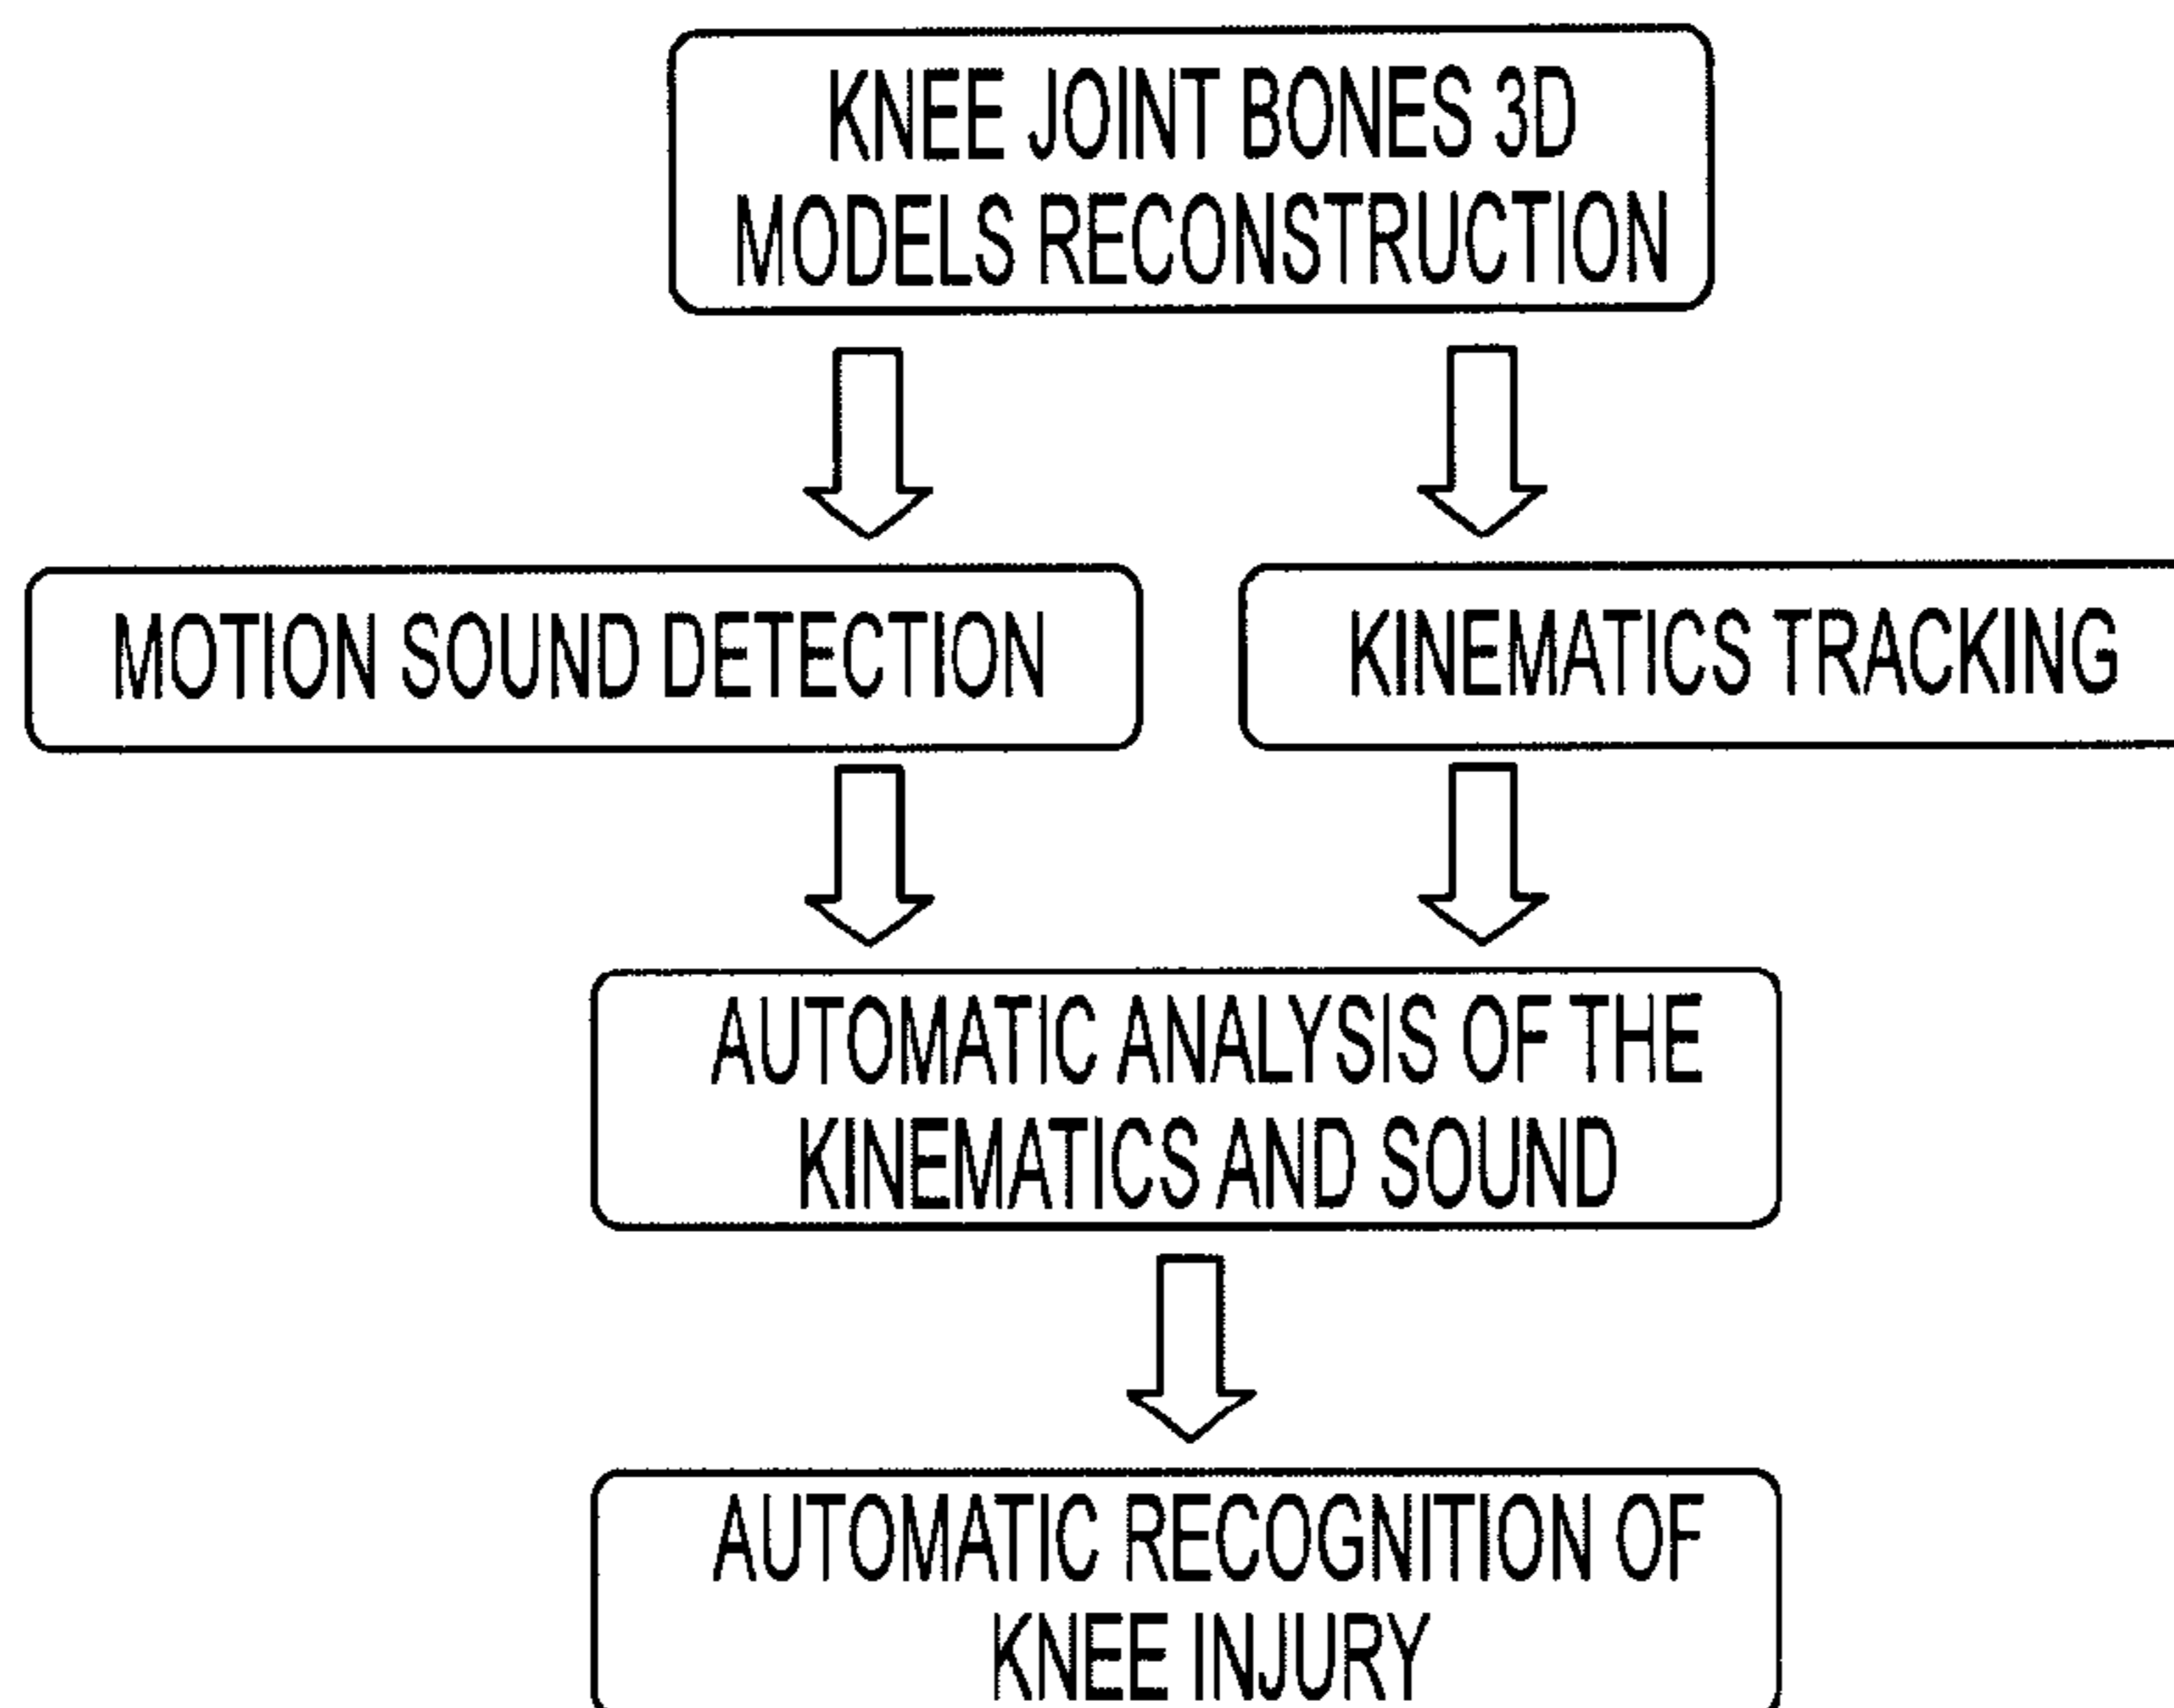 KNEE JOINT BONES 3D
MODELS RECONSTRUCTION
MOTION SOUND DETECTION
KINEMATICS TRACKING
AUTOMATIC ANALYSIS OF THE
KINEMATICS AND SOUND
AUTOMATIC RECOGNITION OF
KNEE INJURY